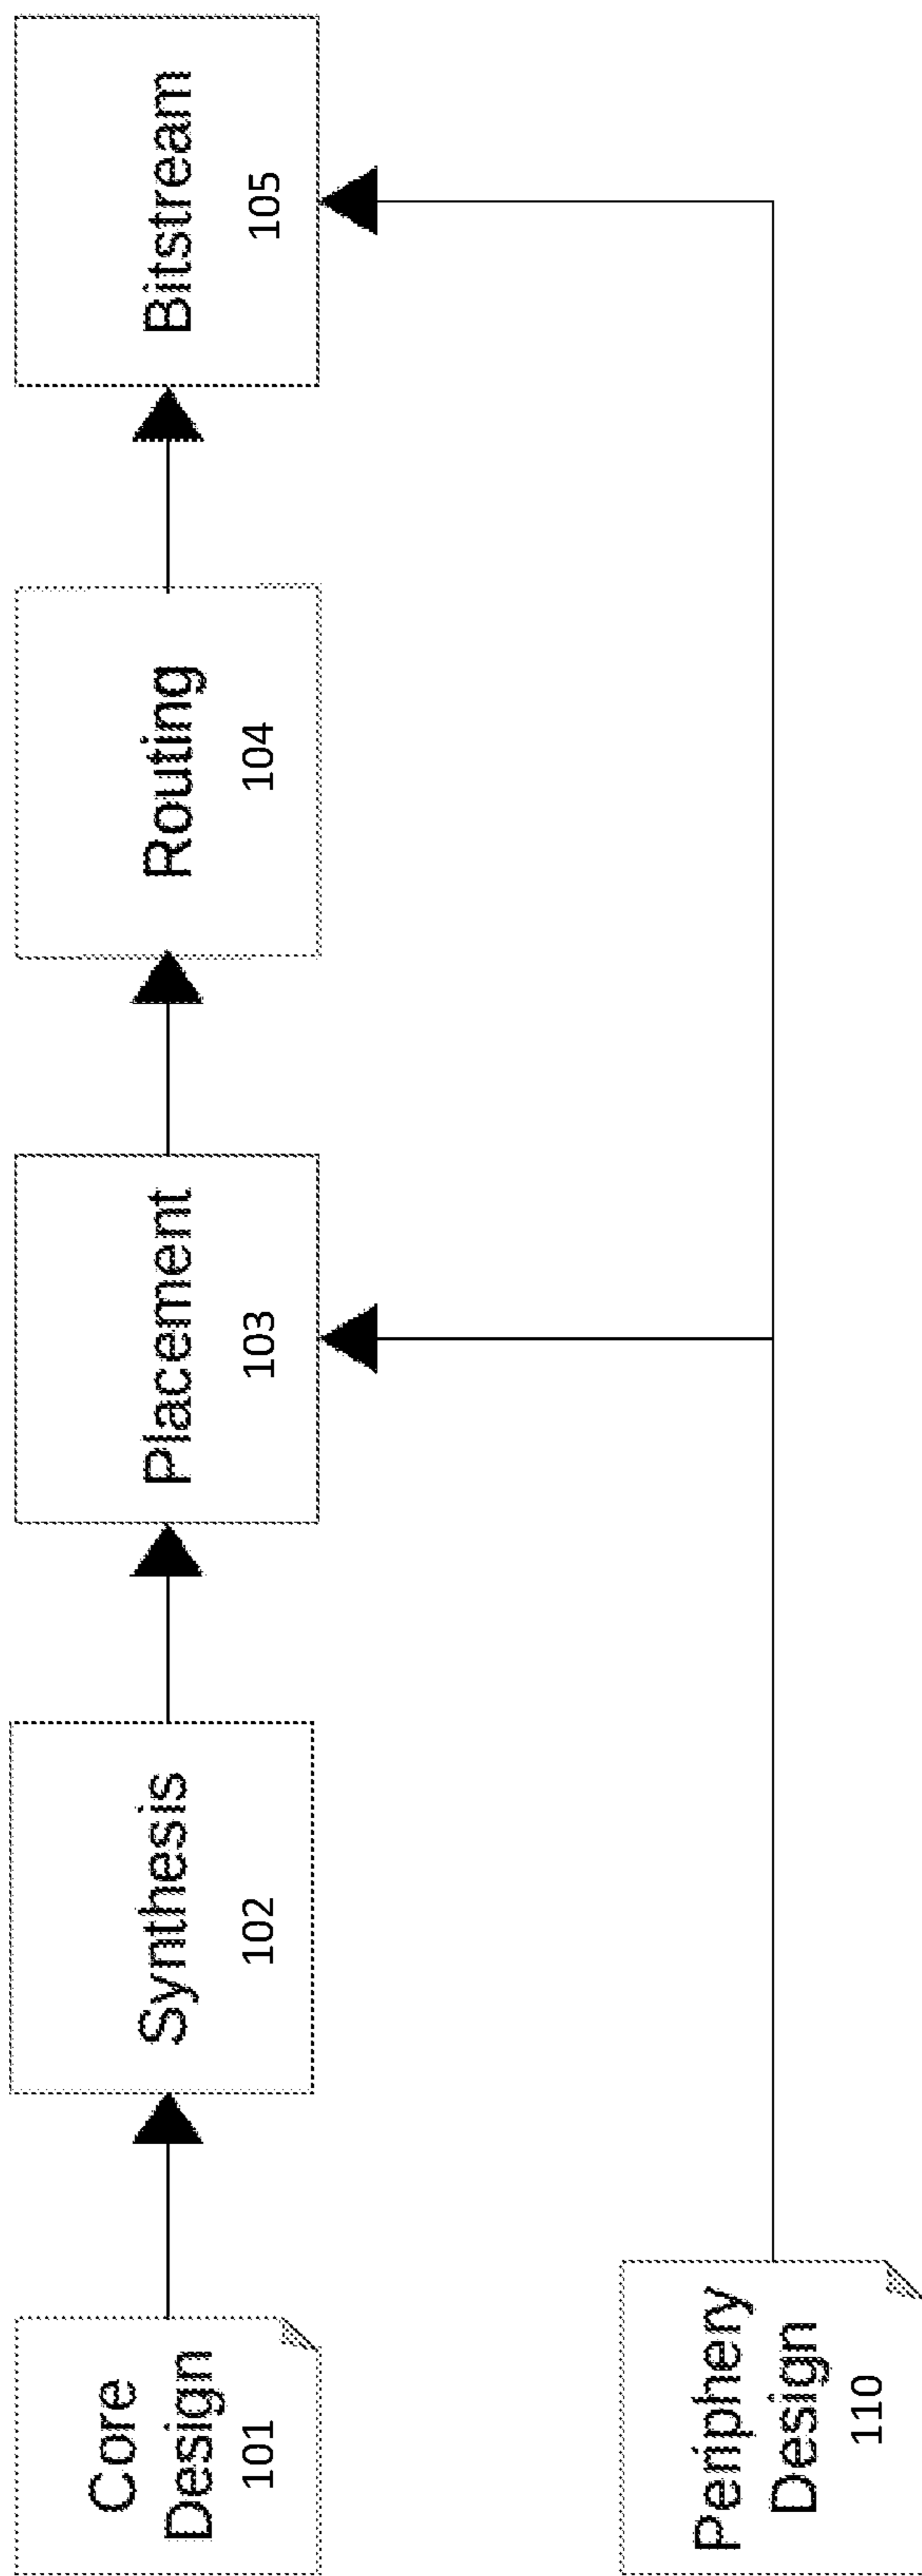 Core
Design
101
Synthesis
102
Placement
103
Routing
104
Bitstream
105
Periphery
Design
110